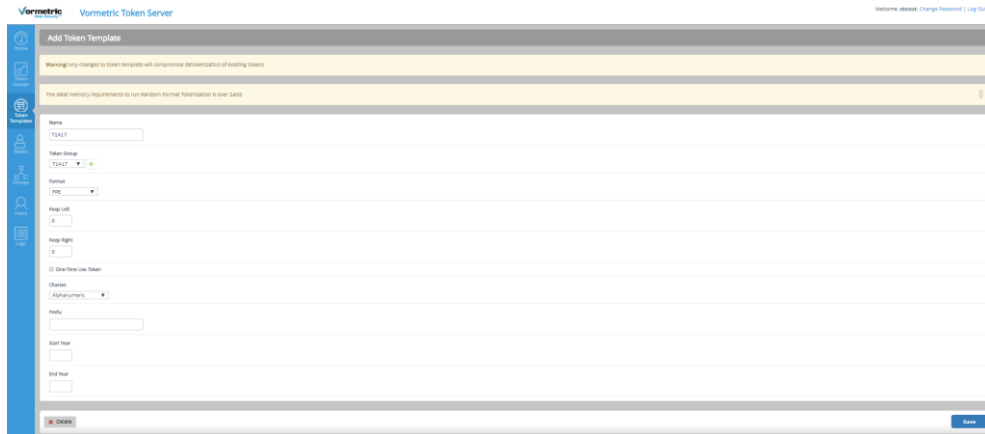 Vormetric
Vormetric Token Server
Welcome, vtsroot. Change Password | Log Out
Home
Token Groups
Token Templates
Masks
Groups
Users
Logs
Add Token Template
Warning! Any changes to token template will compromise detokenization of existing tokens
The ideal memory requirements to run Random Format Tokenization is over 24GB
Name
T1A17
Token Group
T1A17
Format
FPE
Keep Left
0
Keep Right
0
One-Time Use Token
Charset
Alphanumeric
Prefix
Start Year
End Year
Delete
Save